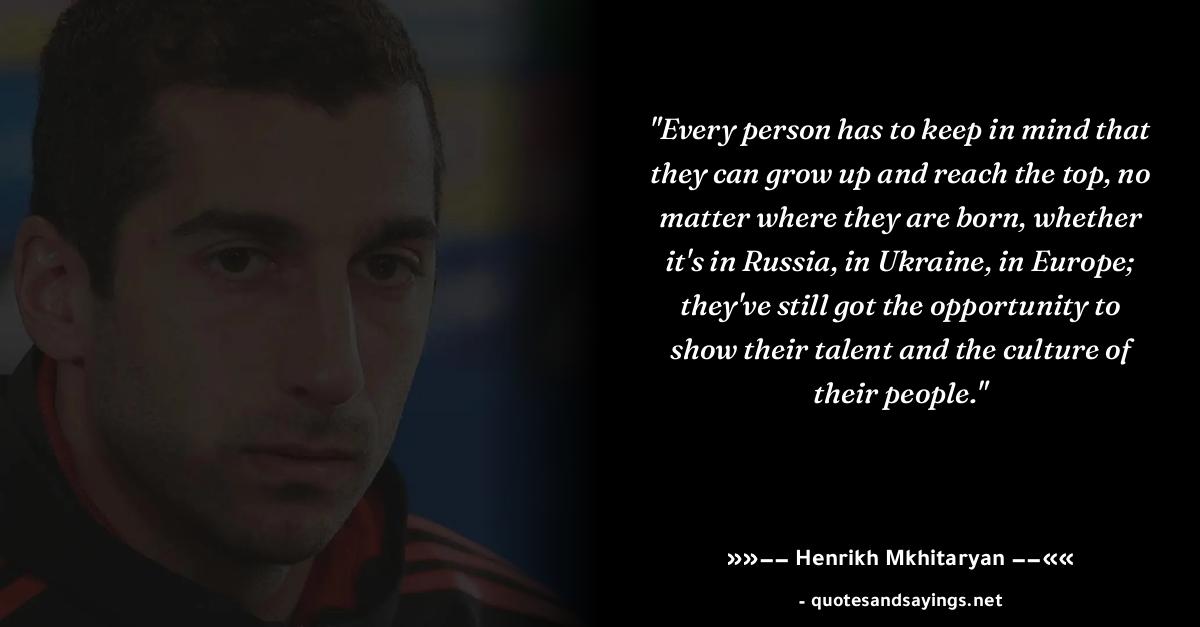 "Every person has to keep in mind that
they can grow up and reach the top, no
matter where they are born, whether
it's in Russia, in Ukraine, in Europe;
they've still got the opportunity to
show their talent and the culture of
their people."
»»–– Henrikh Mkhitaryan ––««
- quotesandsayings.net